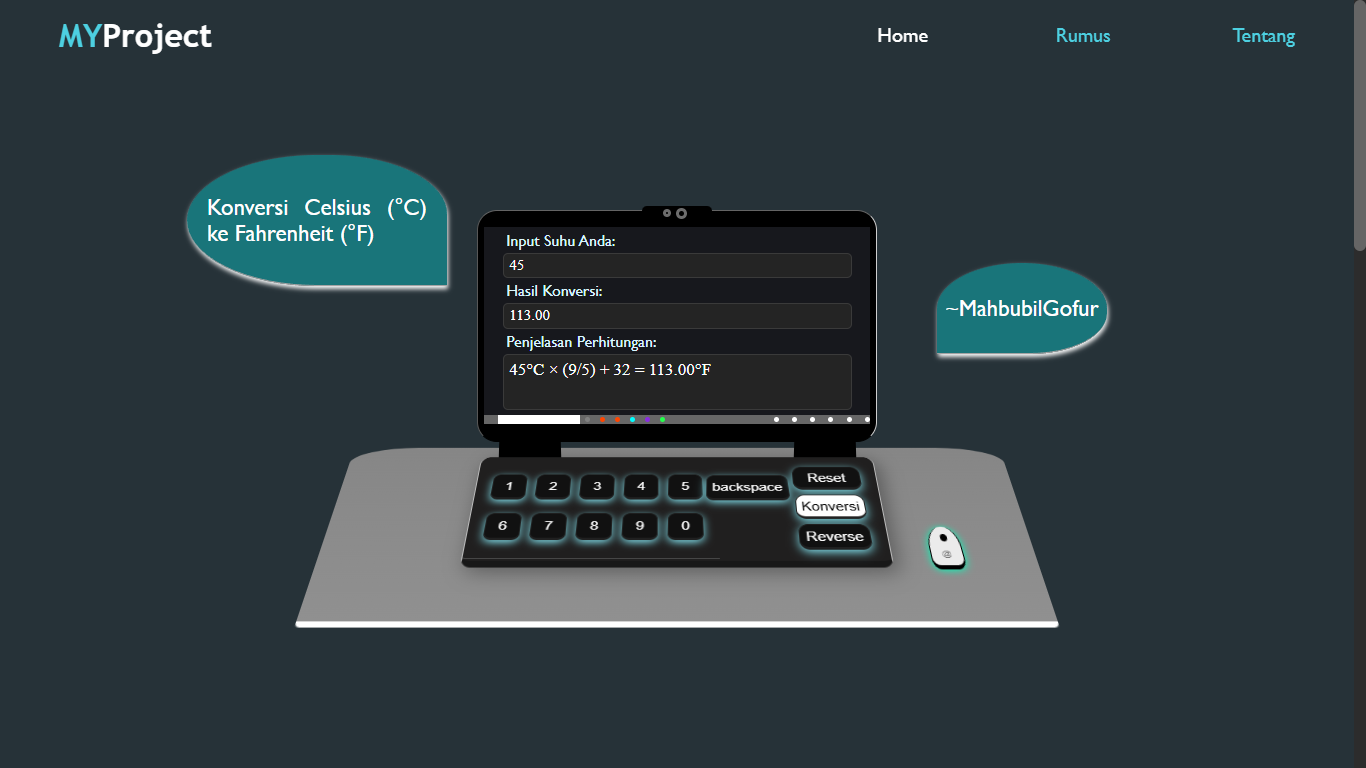 MYProject
Home
Rumus
Tentang
Konversi Celsius (°C)
ke Fahrenheit (°F)
Input Suhu Anda:
45
Hasil Konversi:
113.00
Penjelasan Perhitungan:
45°C × (9/5) + 32 = 113.00°F
~MahbubilGofur
1 2 3 4 5 backspace Reset
Konversi
6 7 8 9 0 Reverse